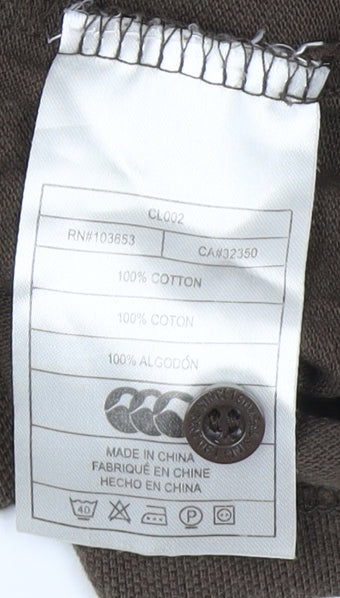 CL002
RN#103653 CA#32350
100% COTTON
100% COTON
100% ALGODÓN
MADE IN CHINA
FABRIQUÉ EN CHINE
HECHO EN CHINA
40 P